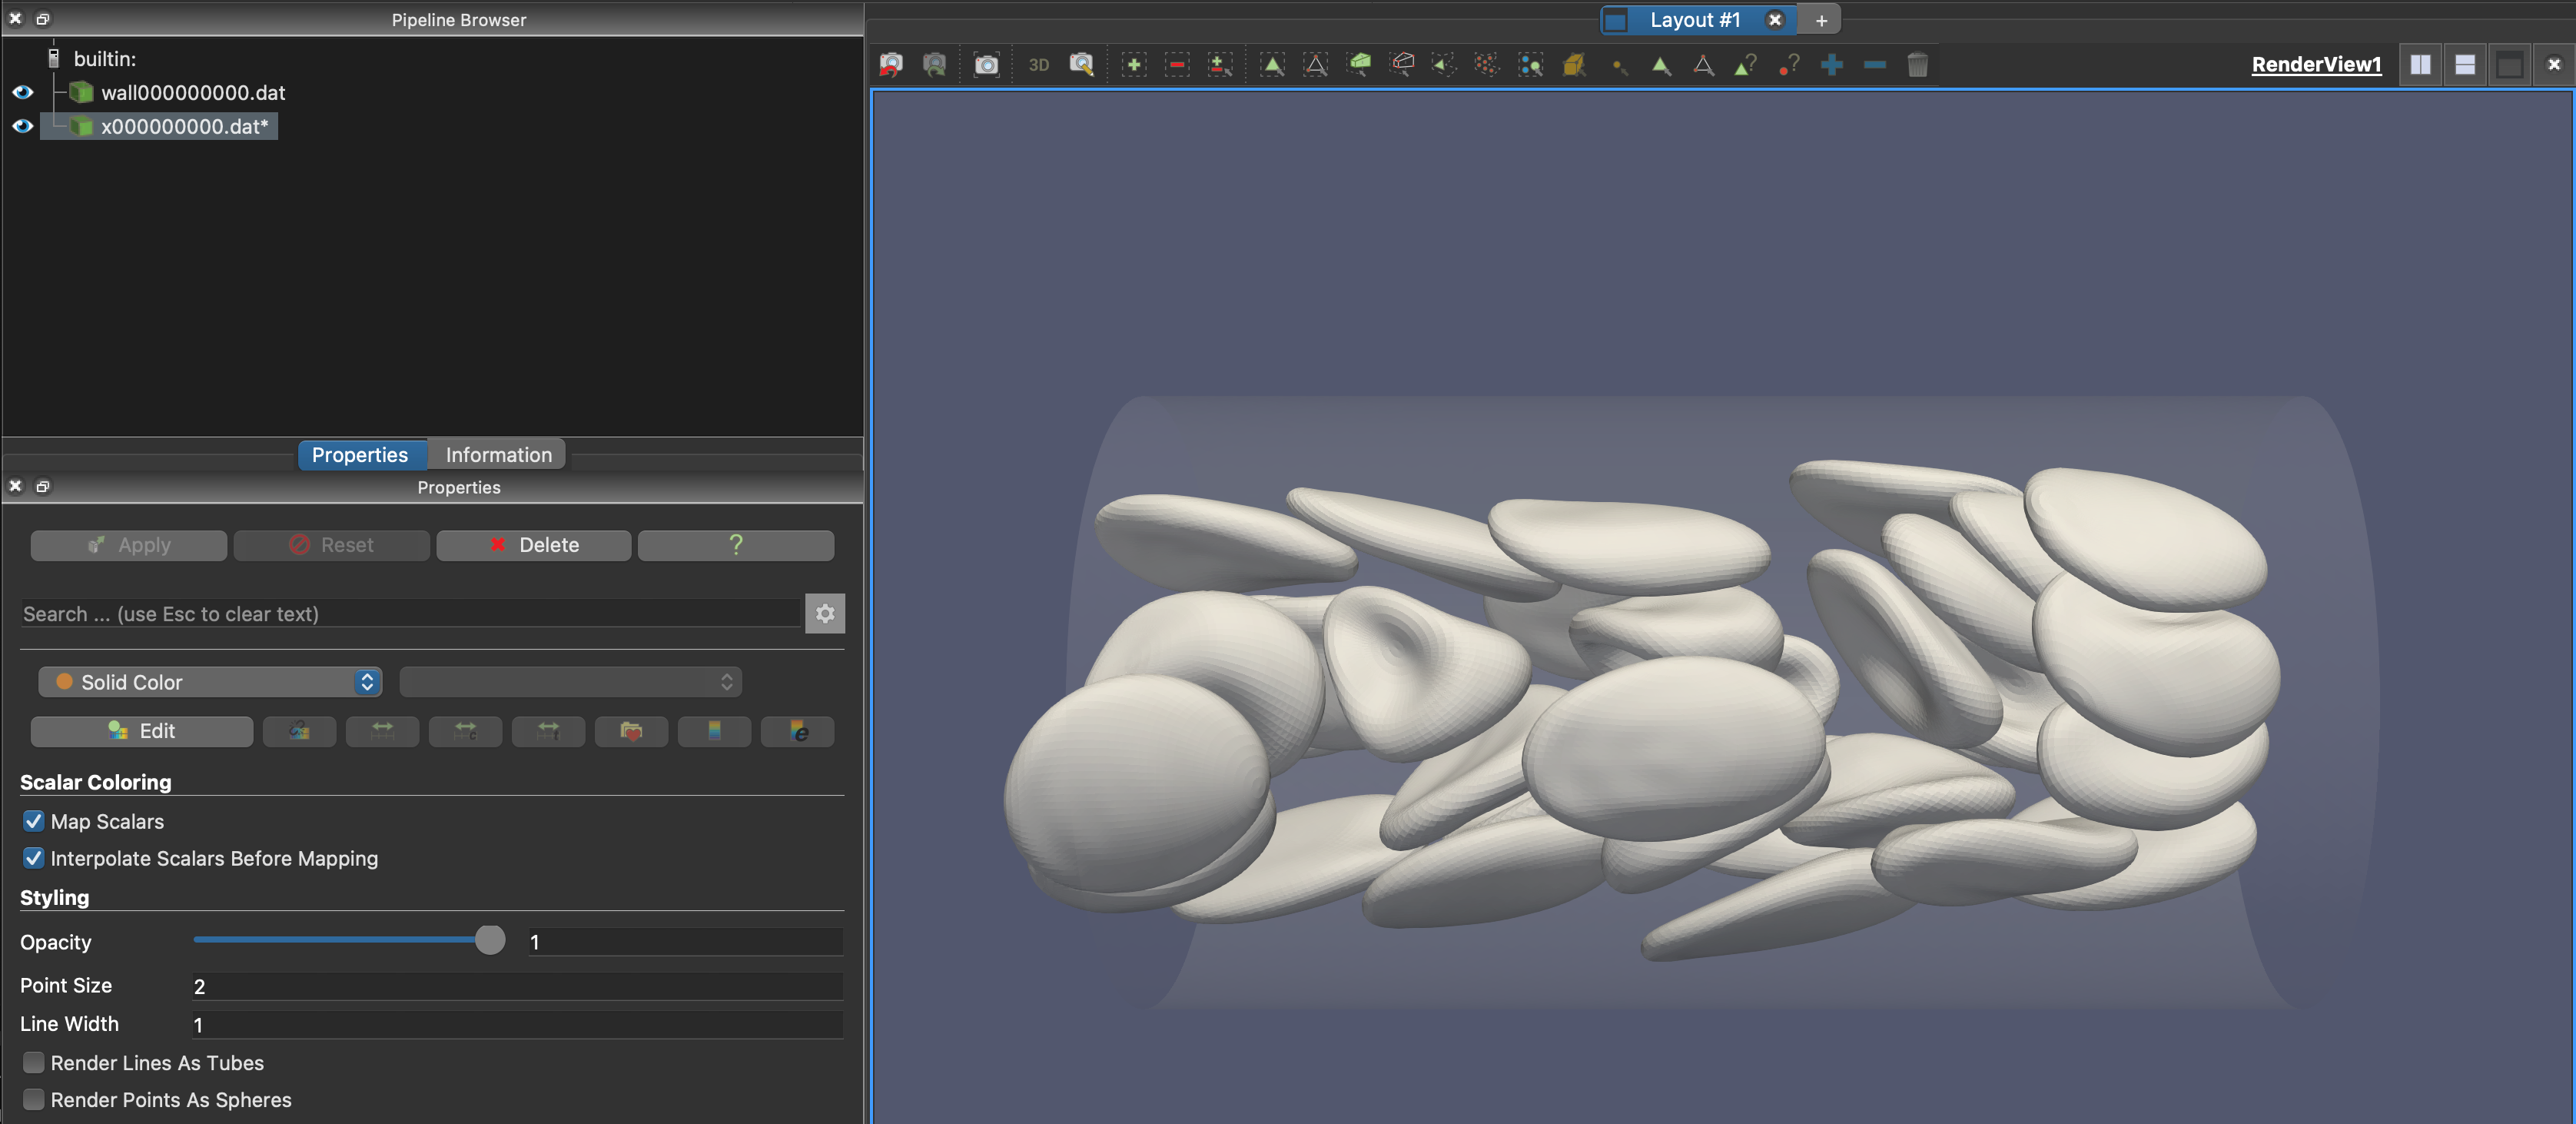 Pipeline Browser
builtin:
wall000000000.dat
x000000000.dat*
Properties
Information
Properties
Apply
Reset
Delete
?
Search ... (use Esc to clear text)
Solid Color
Edit
Scalar Coloring
Map Scalars
Interpolate Scalars Before Mapping
Styling
Opacity
1
Point Size
2
Line Width
1
Render Lines As Tubes
Render Points As Spheres
Layout #1
+
3D
RenderView1